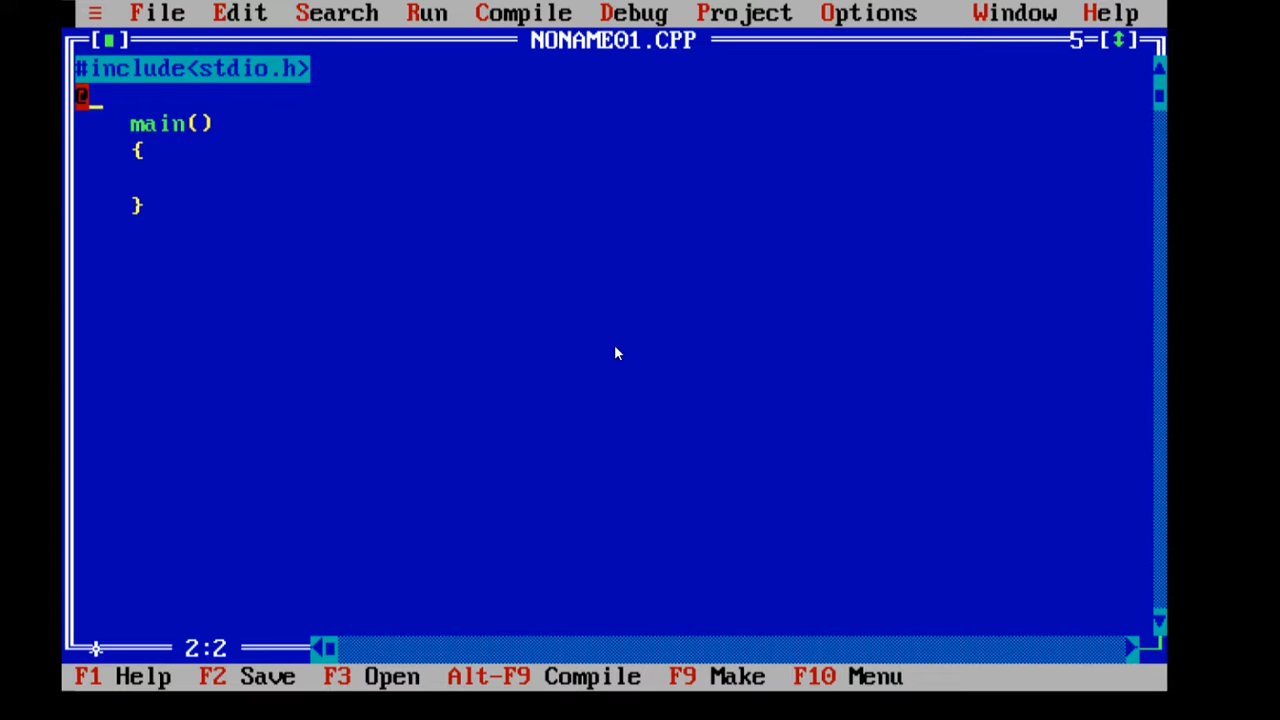 ≡ File Edit Search Run Compile Debug Project Options Window Help
[■] NONAME01.CPP 5=[↕]
#include<stdio.h>
@
main()
{
}
2:2
F1 Help F2 Save F3 Open Alt-F9 Compile F9 Make F10 Menu